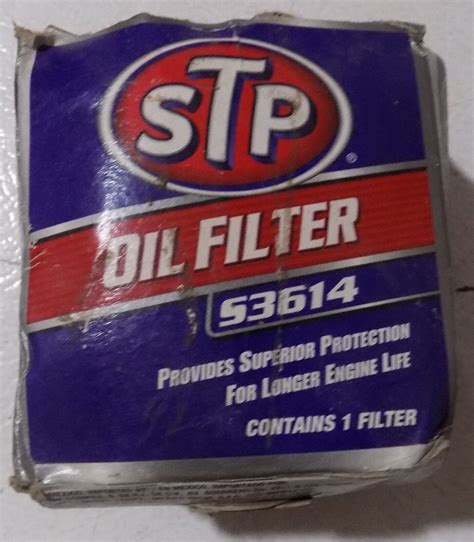 STP
®
OIL FILTER
S3614
PROVIDES SUPERIOR PROTECTION
FOR LONGER ENGINE LIFE
CONTAINS 1 FILTER